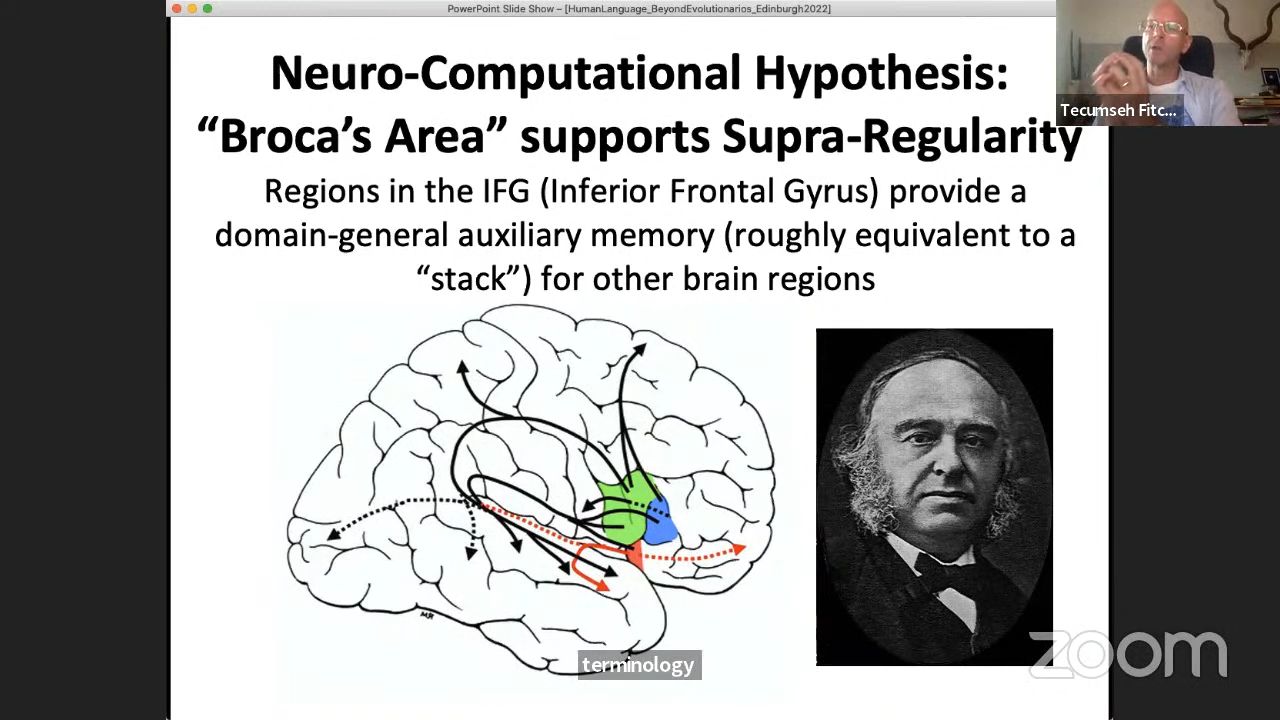 PowerPoint Slide Show – [HumanLanguage_BeyondEvolutionarios_Edinburgh2022]
Neuro-Computational Hypothesis:
“Broca’s Area” supports Supra-Regularity
Tecumseh Fitc...
Regions in the IFG (Inferior Frontal Gyrus) provide a
domain-general auxiliary memory (roughly equivalent to a
“stack”) for other brain regions
MR
terminology
zoom